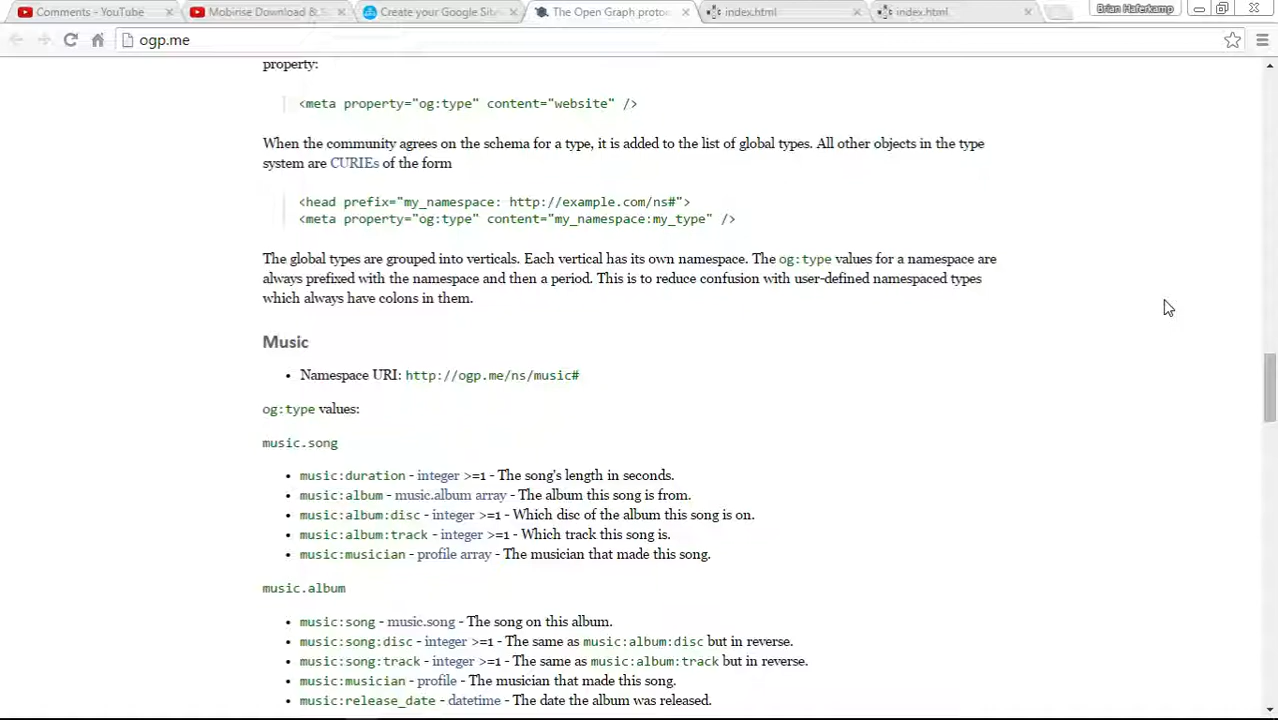 Comments - YouTube
Mobirise Download & S
Create your Google Site
The Open Graph proto
index.html
index.html
Brian Haferkamp
ogp.me
property:
<meta property="og:type" content="website" />
When the community agrees on the schema for a type, it is added to the list of global types. All other objects in the type
system are CURIEs of the form
<head prefix="my_namespace: http://example.com/ns#">
<meta property="og:type" content="my_namespace:my_type" />
The global types are grouped into verticals. Each vertical has its own namespace. The og:type values for a namespace are
always prefixed with the namespace and then a period. This is to reduce confusion with user-defined namespaced types
which always have colons in them.
Music
• Namespace URI: http://ogp.me/ns/music#
og:type values:
music.song
• music:duration - integer >=1 - The song's length in seconds.
• music:album - music.album array - The album this song is from.
• music:album:disc - integer >=1 - Which disc of the album this song is on.
• music:album:track - integer >=1 - Which track this song is.
• music:musician - profile array - The musician that made this song.
music.album
• music:song - music.song - The song on this album.
• music:song:disc - integer >=1 - The same as music:album:disc but in reverse.
• music:song:track - integer >=1 - The same as music:album:track but in reverse.
• music:musician - profile - The musician that made this song.
• music:release_date - datetime - The date the album was released.